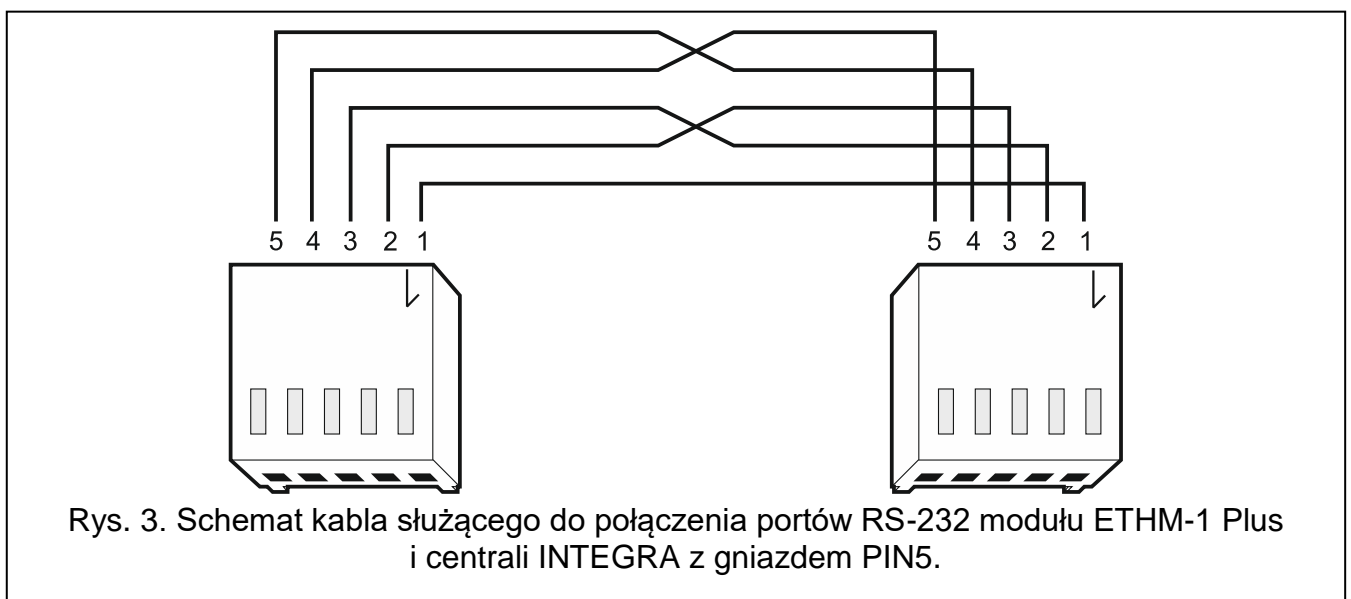 5 4 3 2 1 5 4 3 2 1
Rys. 3. Schemat kabla służącego do połączenia portów RS-232 modułu ETHM-1 Plus
i centrali INTEGRA z gniazdem PIN5.